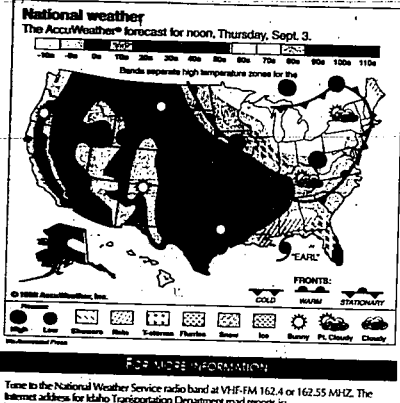 National weather
The AccuWeather® forecast for noon, Thursday, Sept. 3.
-10s -0s 0s 10s 20s 30s 40s 50s 60s 70s 80s 90s 100s 110s
Bands separate high temperature zones for the
"EARL"
FRONTS:
COLD WARM STATIONARY
AccuWeather, Inc.
Pressure
High Low Showers Rain T-storms Flurries Snow Ice Sunny Pt. Cloudy Cloudy
Via Associated Press
FOR MORE INFORMATION
Tune to the National Weather Service radio band at VHF-FM 162.4 or 162.55 MHZ. The
Internet address for Idaho Transportation Department road reports is: